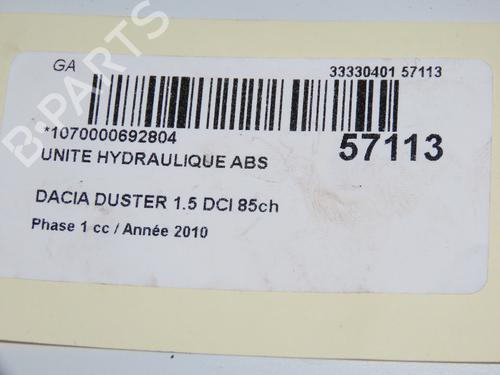 GA
33330401 57113
*1070000692804
57113
UNITE HYDRAULIQUE ABS
DACIA DUSTER 1.5 DCI 85ch
Phase 1 cc / Année 2010
B-PARTS